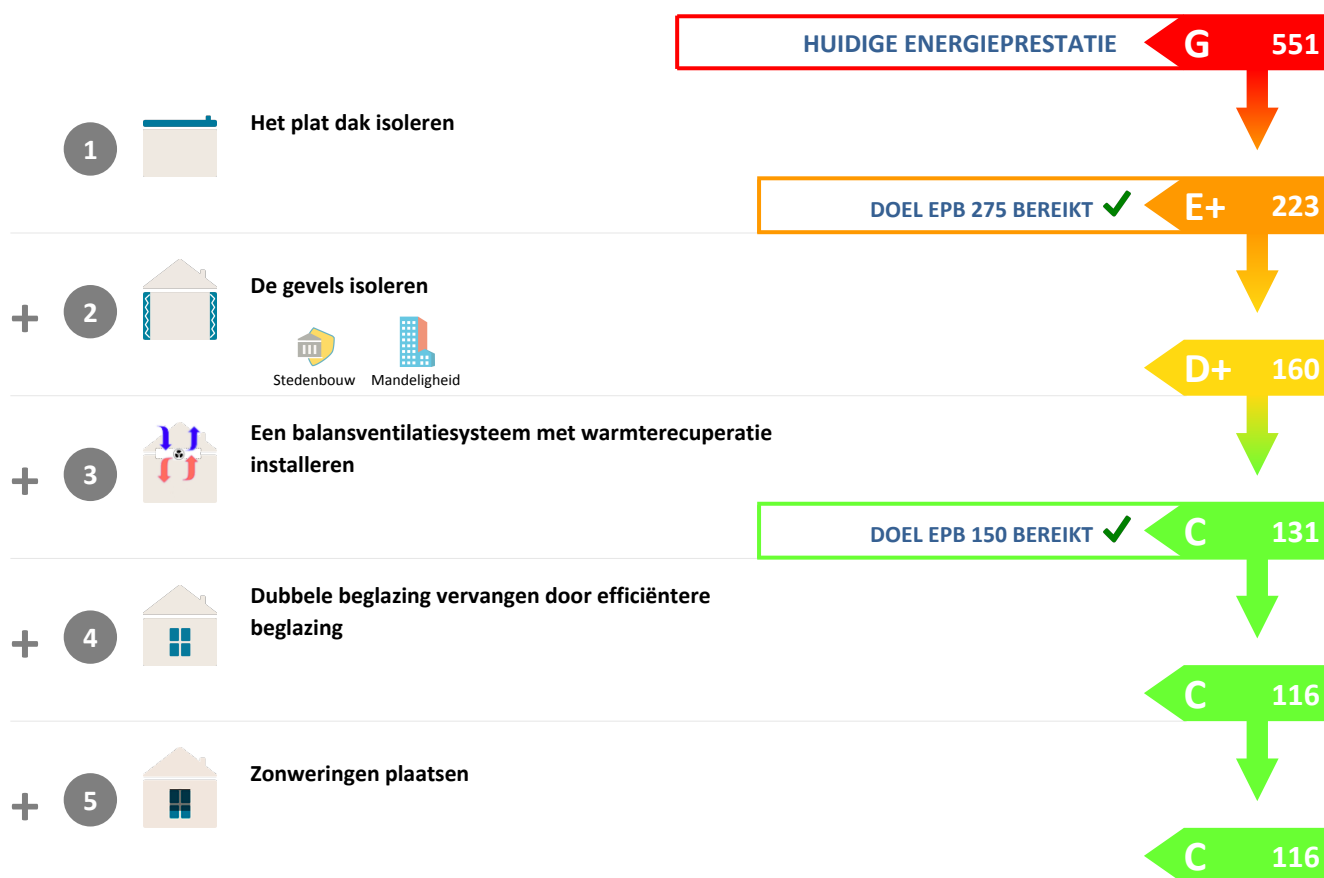 HUIDIGE ENERGIEPRESTATIE G 551
1 Het plat dak isoleren
DOEL EPB 275 BEREIKT E+ 223
+ 2 De gevels isoleren
Stedenbouw Mandeligheid
D+ 160
+ 3 Een balansventilatiesysteem met warmterecuperatie
installeren
DOEL EPB 150 BEREIKT C 131
+ 4 Dubbele beglazing vervangen door efficiëntere
beglazing
C 116
+ 5 Zonweringen plaatsen
C 116